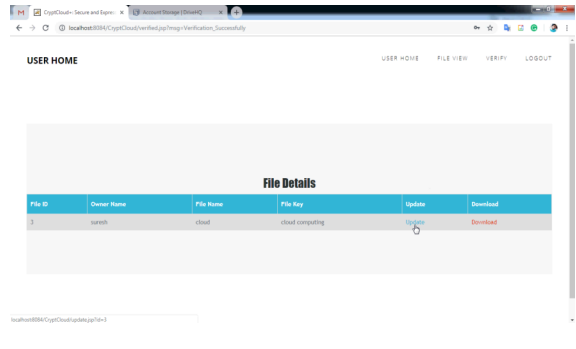 CryptCloud+: Secure and Expres
Account Storage | DriveHQ
localhost:8084/CryptCloud/verified.jsp?msg=Verification_Successfully
USER HOME
USER HOME FILE VIEW VERIFY LOGOUT
File Details
File ID Owner Name File Name File Key Update Download
3 suresh cloud cloud computing Update Download
localhost:8084/CryptCloud/update.jsp?id=3